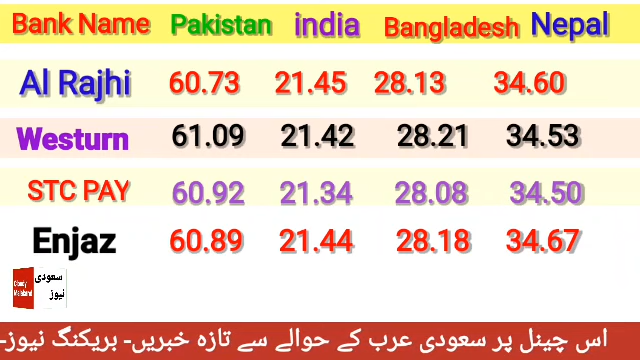 Bank Name Pakistan india Bangladesh Nepal
Al Rajhi 60.73 21.45 28.13 34.60
Westurn 61.09 21.42 28.21 34.53
STC PAY 60.92 21.34 28.08 34.50
Enjaz 60.89 21.44 28.18 34.67
سعودی
نیوز
اس چینل پر سعودی عرب کے حوالے سے تازہ خبریں- بریکنگ نیوز-